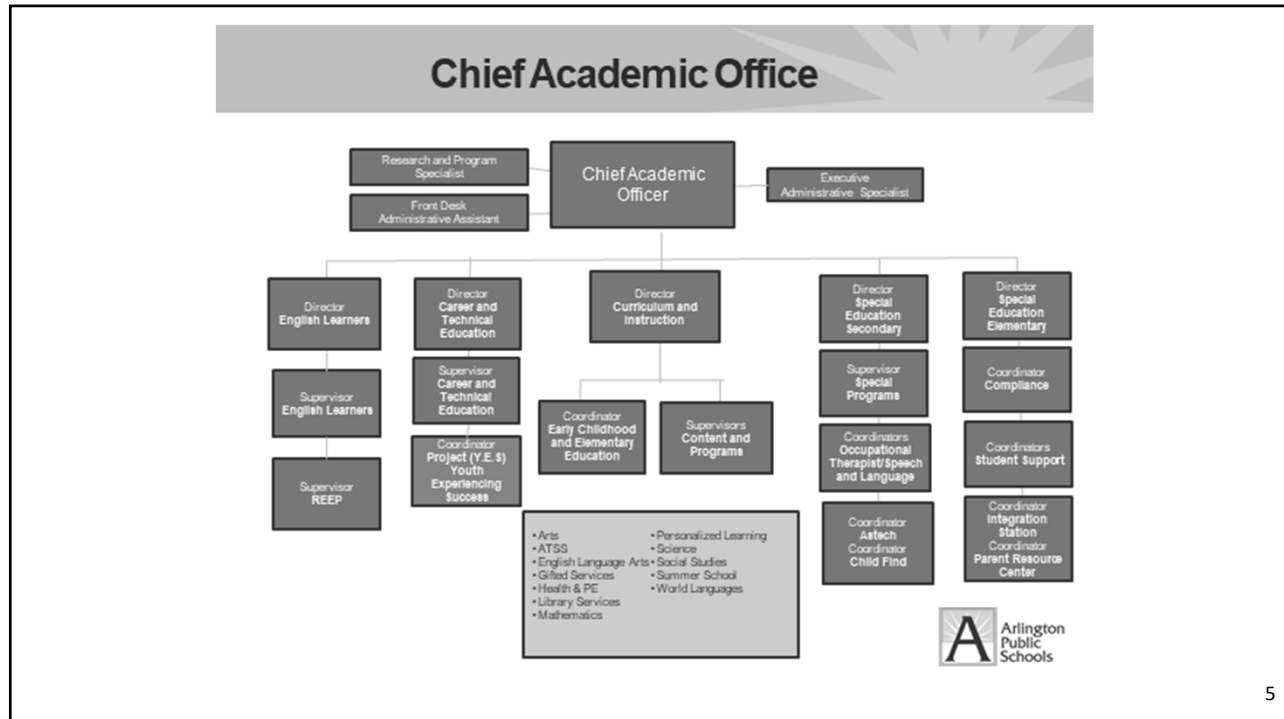 Chief Academic Office
Research and Program
Specialist
Chief Academic
Officer
Executive
Administrative Specialist
Front Desk
Administrative Assistant
Director
English Learners
Director
Career and
Technical
Education
Director
Curriculum and
Instruction
Director
Special
Education
Secondary
Director
Special
Education
Elementary
Supervisor
English Learners
Supervisor
Career and
Technical
Education
Supervisor
Special
Programs
Coordinator
Compliance
Coordinator
Early Childhood
and Elementary
Education
Supervisors
Content and
Programs
Supervisor
REEP
Coordinator
Project (Y.E.S)
Youth
Experiencing
Success
Coordinators
Occupational
Therapist/Speech
and Language
Coordinators
Student Support
Coordinator
Astech
Coordinator
Child Find
Coordinator
Integration
Station
Coordinator
Parent Resource
Center
• Arts
• ATSS
• English Language Arts
• Gifted Services
• Health & PE
• Library Services
• Mathematics
• Personalized Learning
• Science
• Social Studies
• Summer School
• World Languages
A
Arlington
Public
Schools
5